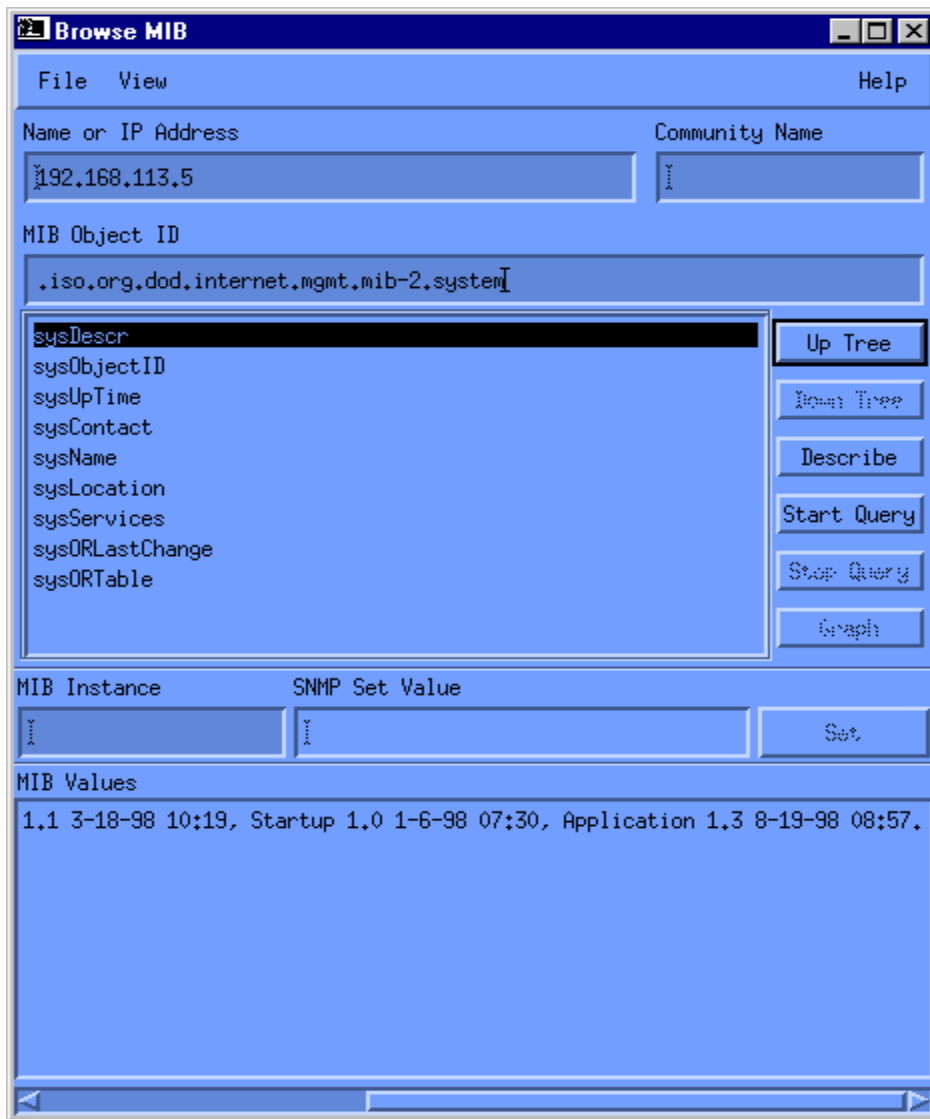 Browse MIB
File View Help
Name or IP Address Community Name
192.168.113.5
MIB Object ID
.iso.org.dod.internet.mgmt.mib-2.system
sysDescr
sysObjectID
sysUpTime
sysContact
sysName
sysLocation
sysServices
sysORLastChange
sysORTable
Up Tree
Down Tree
Describe
Start Query
Stop Query
Graph
MIB Instance SNMP Set Value
Set
MIB Values
1.1 3-18-98 10:19, Startup 1.0 1-6-98 07:30, Application 1.3 8-19-98 08:57.